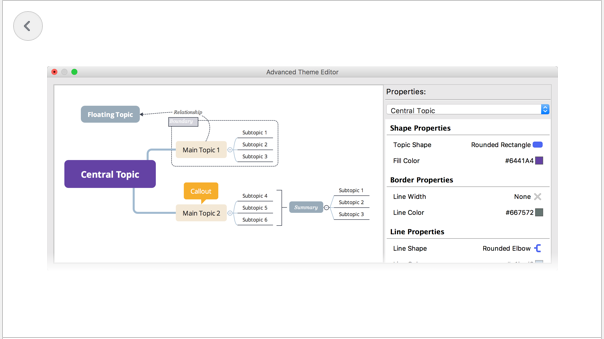 Advanced Theme Editor
Properties:
Central Topic
Shape Properties
Topic Shape Rounded Rectangle
Fill Color #6441A4
Border Properties
Line Width None
Line Color #667572
Line Properties
Line Shape Rounded Elbow
Floating Topic
Relationship
Boundary
Main Topic 1
Subtopic 1
Subtopic 2
Subtopic 3
Central Topic
Callout
Main Topic 2
Subtopic 4
Subtopic 5
Subtopic 6
Summary
Subtopic 1
Subtopic 2
Subtopic 3